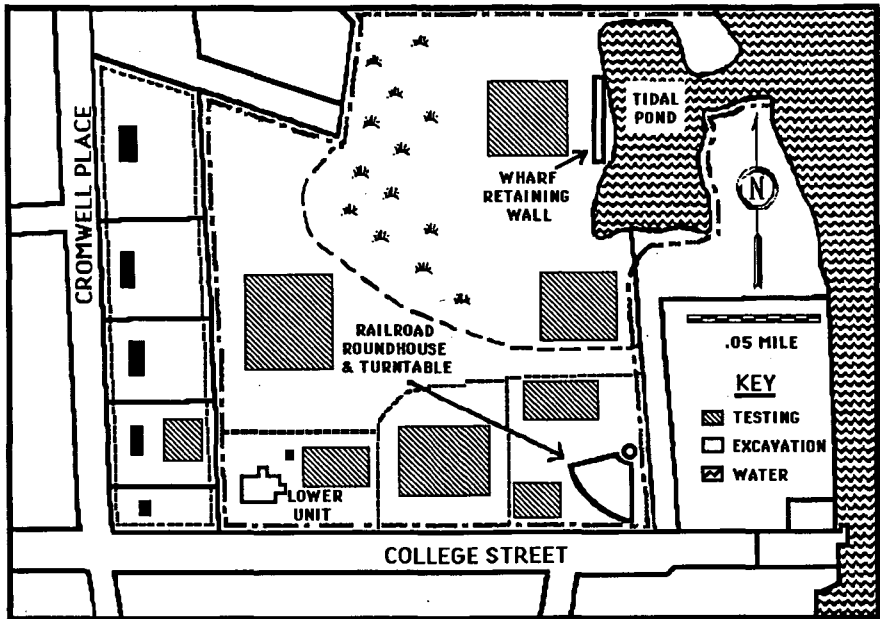 TIDAL
POND
N
WHARF
RETAINING
WALL
CROMWELL PLACE
RAILROAD
ROUNDHOUSE
& TURNTABLE
.05 MILE
KEY
TESTING
EXCAVATION
WATER
LOWER
UNIT
COLLEGE STREET